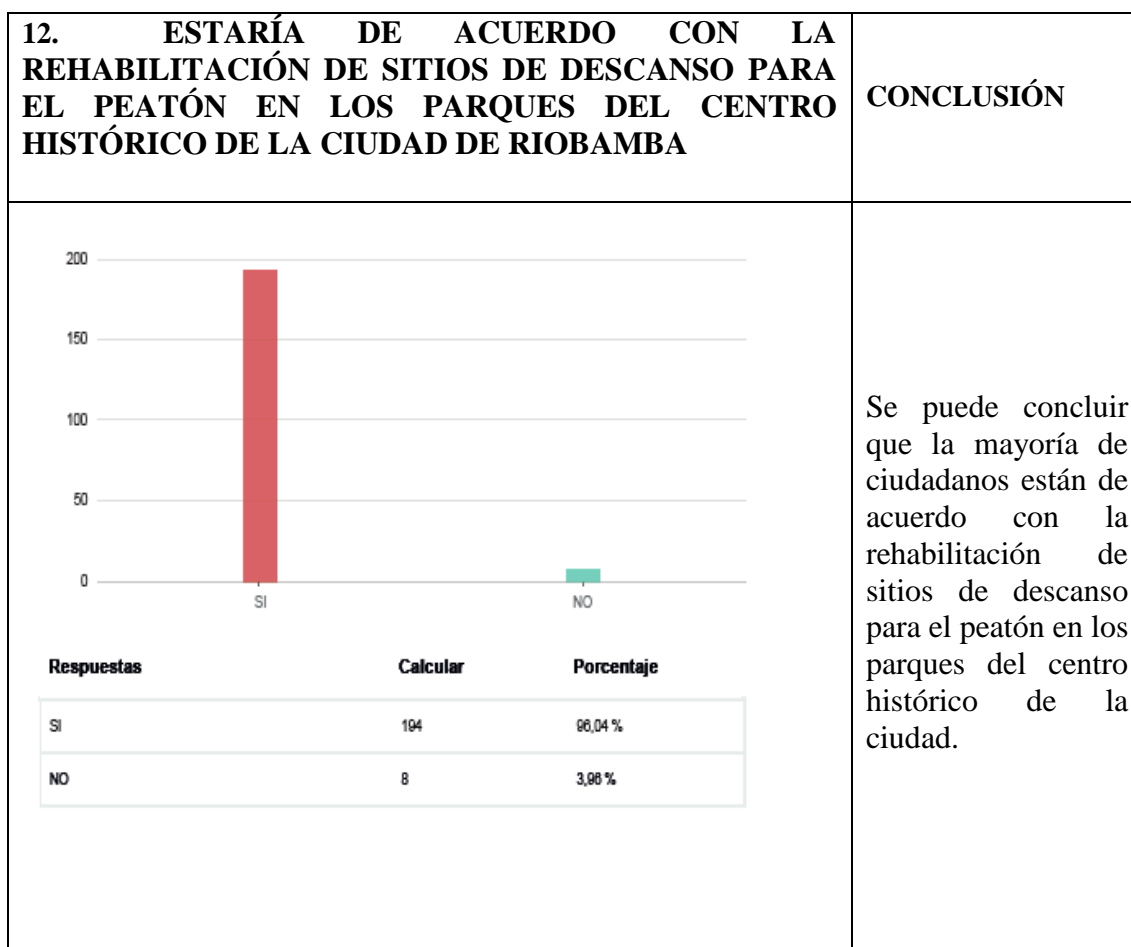 12. ESTARÍA DE ACUERDO CON LA
REHABILITACIÓN DE SITIOS DE DESCANSO PARA
EL PEATÓN EN LOS PARQUES DEL CENTRO
HISTÓRICO DE LA CIUDAD DE RIOBAMBA
CONCLUSIÓN
200
150
100
50
0
SI
NO
Respuestas Calcular Porcentaje
SI 194 96,04 %
NO 8 3,96 %
Se puede concluir
que la mayoría de
ciudadanos están de
acuerdo con la
rehabilitación de
sitios de descanso
para el peatón en los
parques del centro
histórico de la
ciudad.